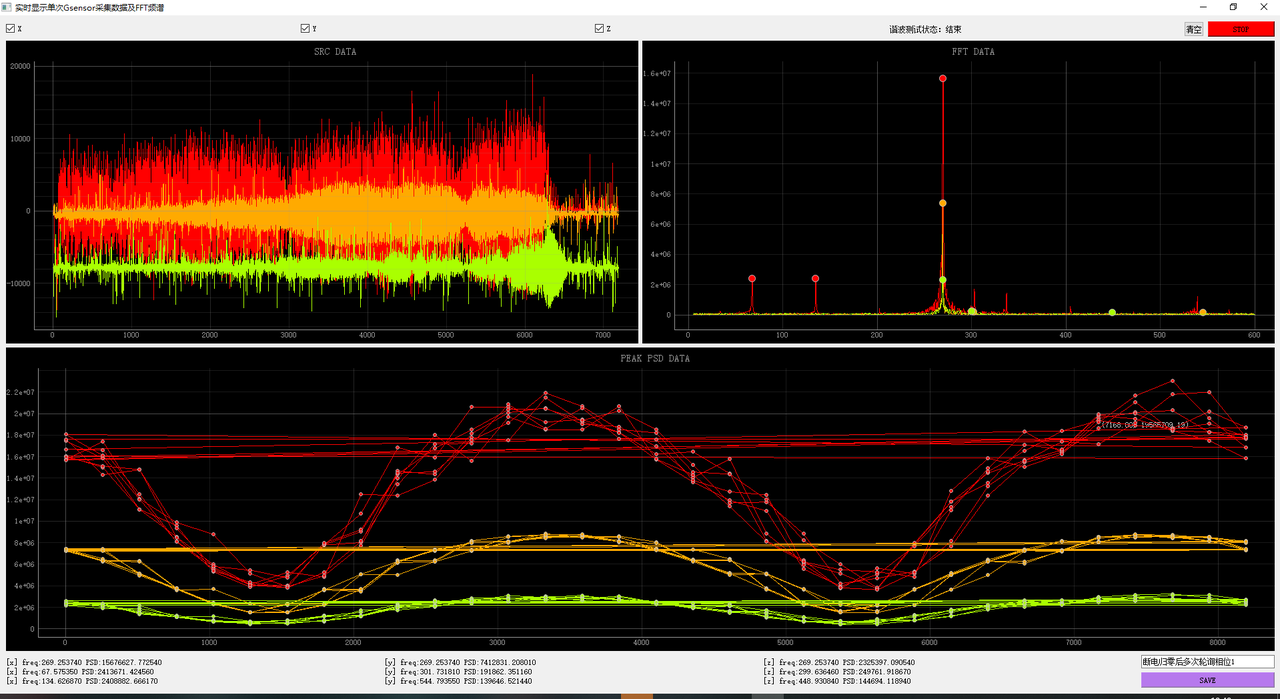 实时显示单次Gsensor采集数据及FFT频谱
X
Y
Z
谐波测试状态: 结束
清空
STOP
SRC DATA
20000
10000
0
-10000
0
1000
2000
3000
4000
5000
6000
7000
FFT DATA
1.6e+07
1.4e+07
1.2e+07
1e+07
8e+06
6e+06
4e+06
2e+06
0
0
100
200
300
400
500
600
PEAK PSD DATA
2.2e+07
2e+07
1.8e+07
1.6e+07
1.4e+07
1.2e+07
1e+07
8e+06
6e+06
4e+06
2e+06
0
0
1000
2000
3000
4000
5000
6000
7000
8000
[x] freq:269.253740 PSD:15676627.772540
[x] freq:67.575350 PSD:2413671.424560
[x] freq:134.626870 PSD:2408882.666170
[y] freq:269.253740 PSD:7412831.208010
[y] freq:301.731810 PSD:191862.351160
[y] freq:544.793550 PSD:139646.521440
[z] freq:269.253740 PSD:2325397.090540
[z] freq:299.636460 PSD:249761.918670
[z] freq:448.930840 PSD:144694.118940
断电归零后多次轮询相位1
SAVE